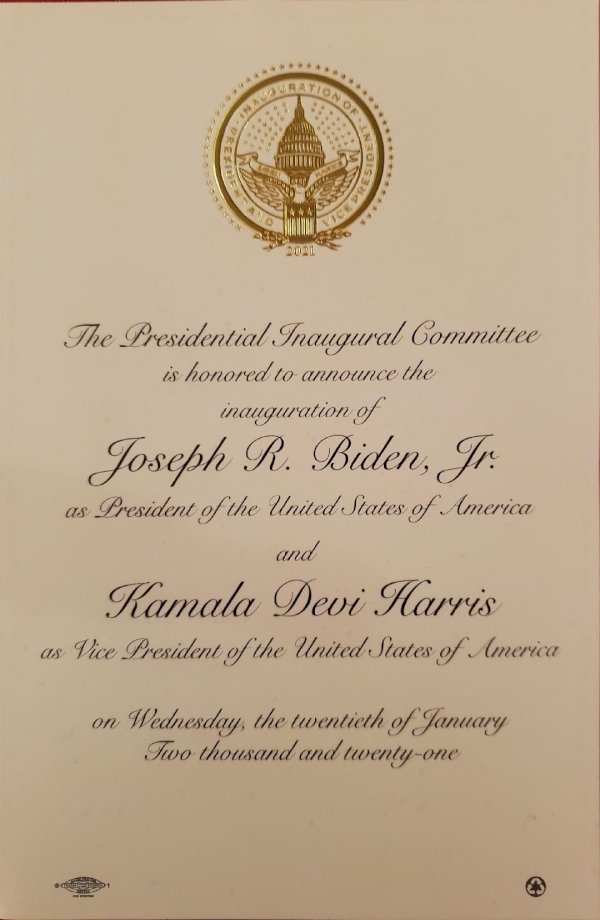 INAUGURATION OF
PRESIDENT AND
VICE PRESIDENT
2021
The Presidential Inaugural Committee
is honored to announce the
inauguration of
Joseph R. Biden, Jr.
as President of the United States of America
and
Kamala Devi Harris
as Vice President of the United States of America
on Wednesday, the twentieth of January
Two thousand and twenty-one